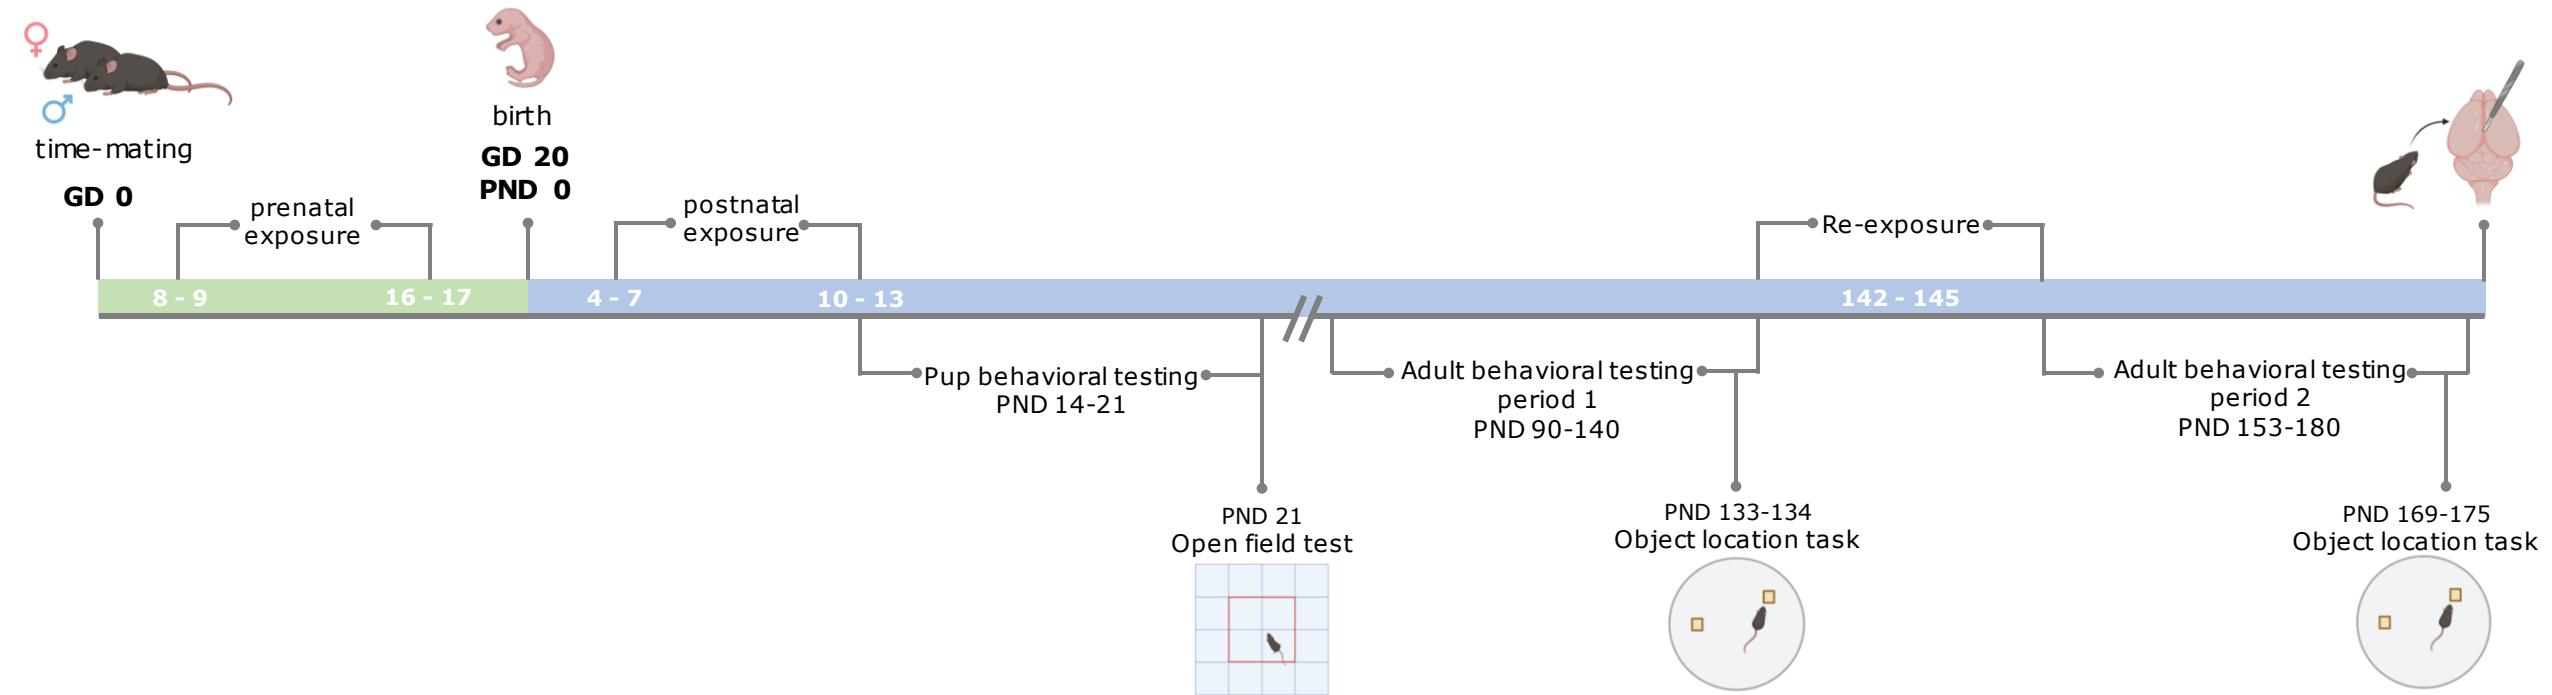 time-mating
GD 0
birth
GD 20
PND 0
prenatal
exposure
postnatal
exposure
Re-exposure
8 - 9
16 - 17
4 - 7
10 - 13
142 - 145
Pup behavioral testing
PND 14-21
Adult behavioral testing
period 1
PND 90-140
Adult behavioral testing
period 2
PND 153-180
PND 21
Open field test
PND 133-134
Object location task
PND 169-175
Object location task